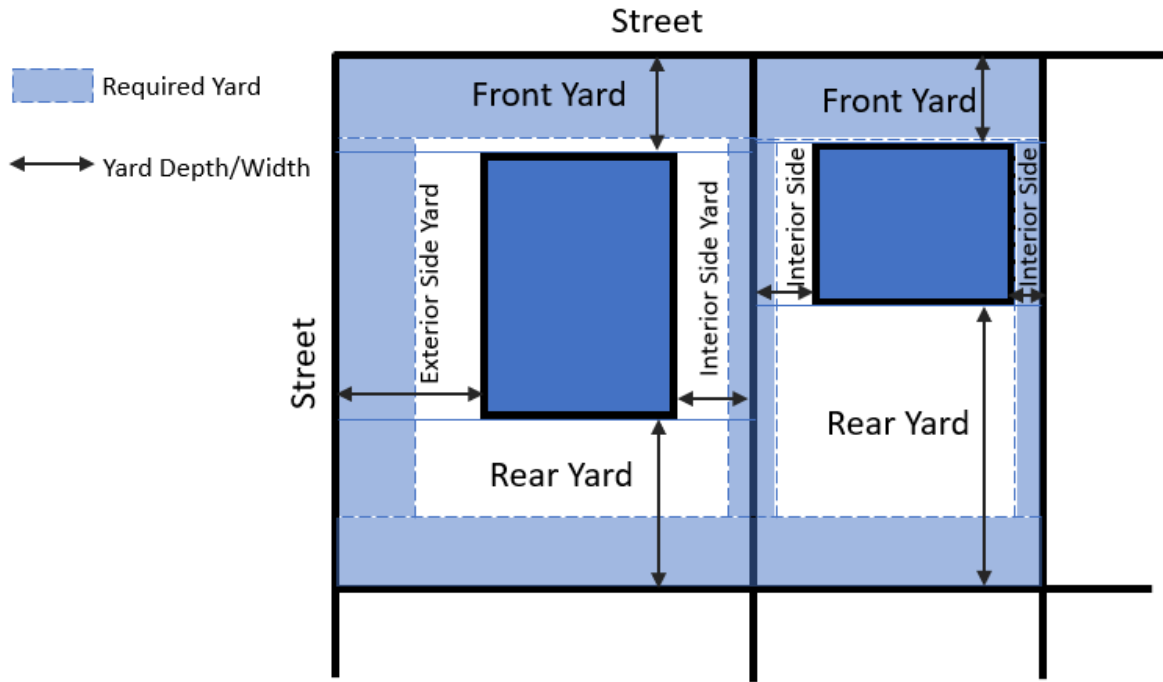 Street
Required Yard
Yard Depth/Width
Front Yard
Front Yard
Exterior Side Yard
Interior Side Yard
Interior Side
Interior Side
Street
Rear Yard
Rear Yard